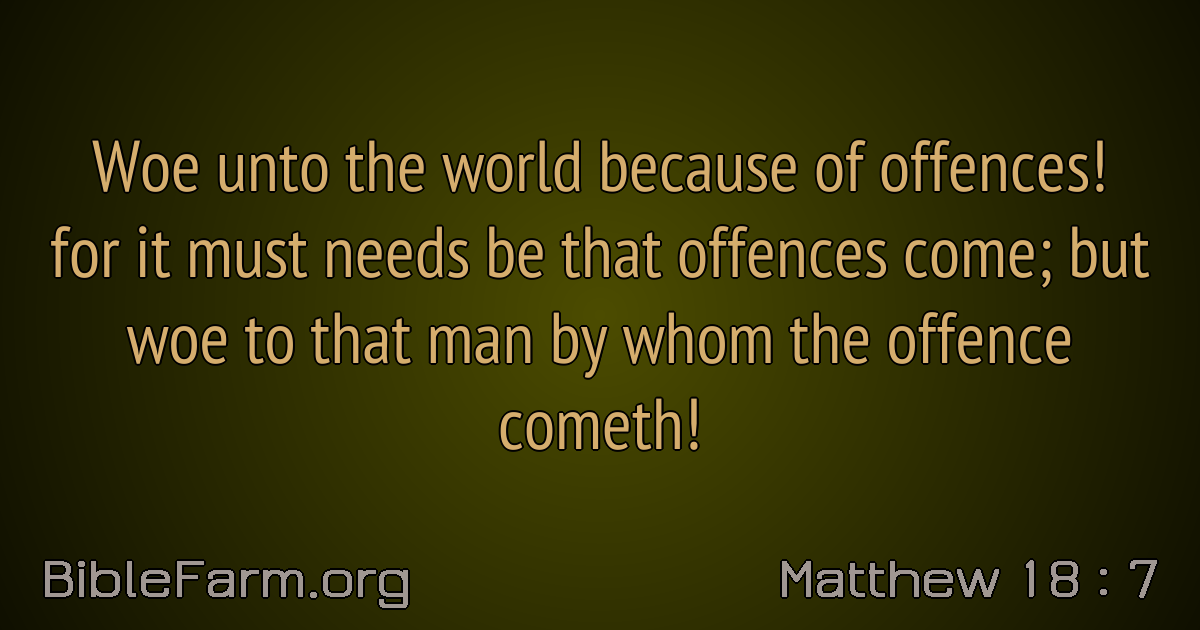 Woe unto the world because of offences!
for it must needs be that offences come; but
woe to that man by whom the offence
cometh!
BibleFarm.org
Matthew 18 : 7